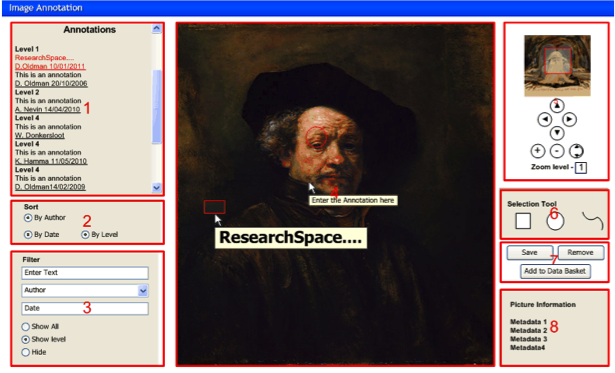 Image Annotation
Annotations
Level 1
ResearchSpace....
D.Oldman 10/01/2011
This is an annotation
D. Oldman 20/10/2006
Level 2
This is an annotation
A. Nevin 14/04/2010
1
Level 4
This is an annotation
W. Donkersloot
Level 4
This is an annotation
K. Hamma 11/05/2010
Level 4
This is an annotation
D. Oldman14/02/2009
Sort
By Author
2
By Date By Level
Filter
Enter Text
Author
Date
3
Show All
Show level
Hide
4
Enter the Annotation here
ResearchSpace....
Zoom level - 1
Selection Tool
6
Save Remove
7
Add to Data Basket
Picture Information
Metadata 1
Metadata 2
8
Metadata 3
Metadata4